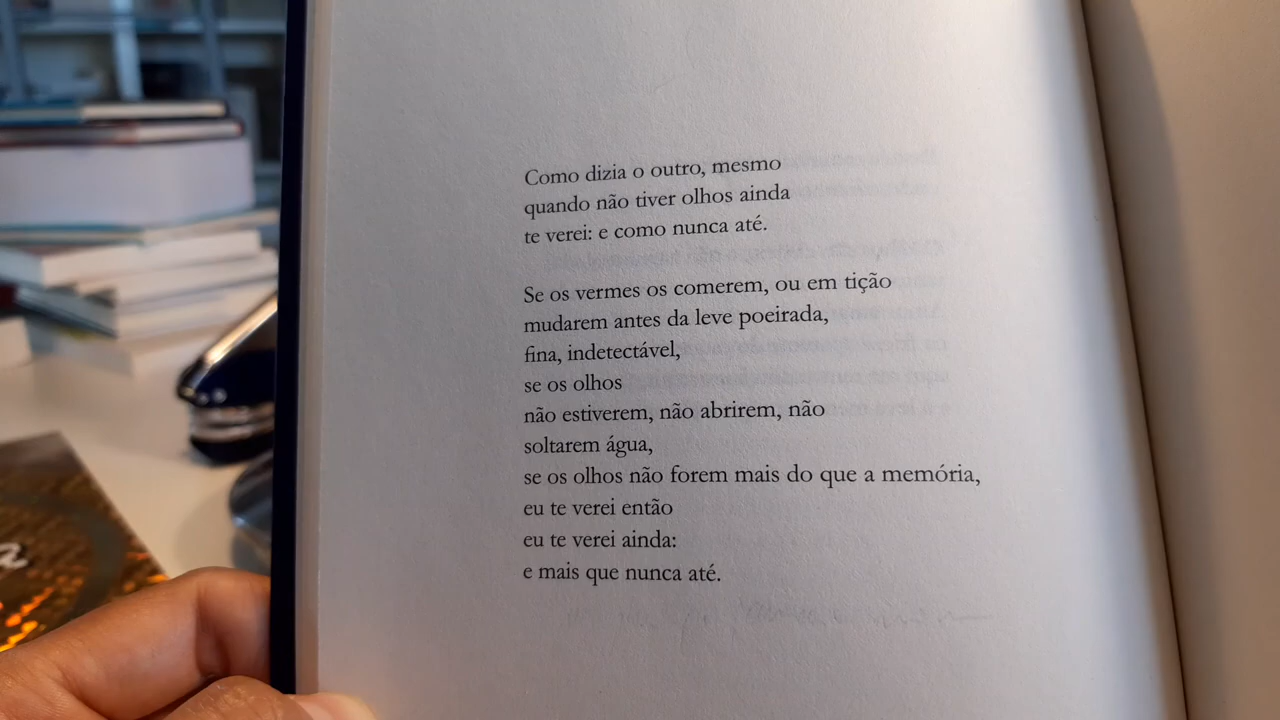 Como dizia o outro, mesmo
quando não tiver olhos ainda
te verei: e como nunca até.
Se os vermes os comerem, ou em tição
mudarem antes da leve poeirada,
fina, indetectável,
se os olhos
não estiverem, não abrirem, não
soltarem água,
se os olhos não forem mais do que a memória,
eu te verei então
eu te verei ainda:
e mais que nunca até.